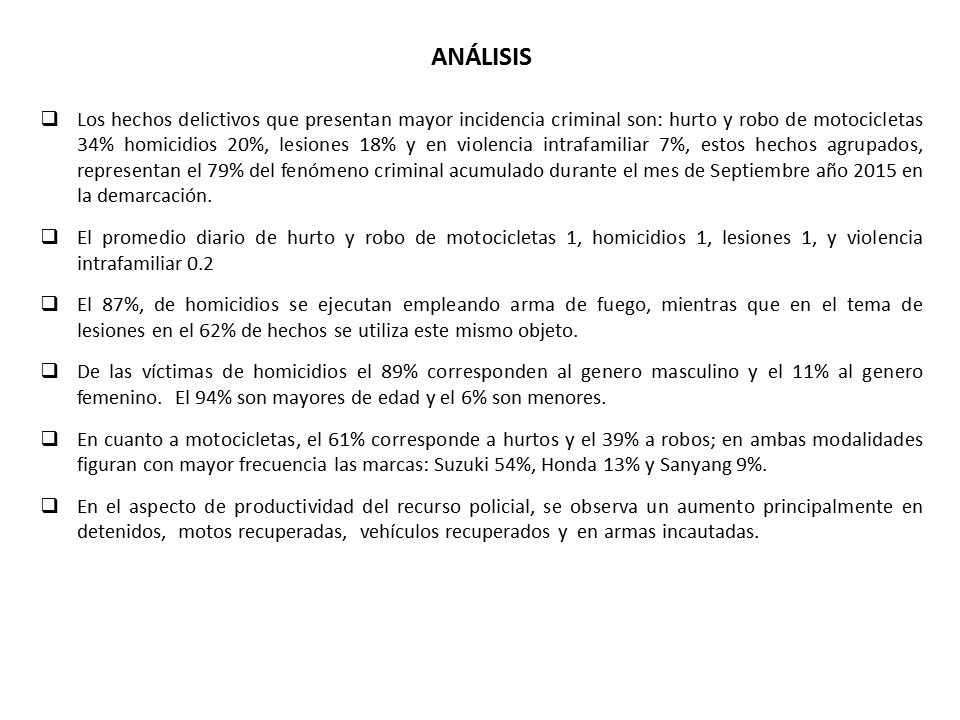 ANÁLISIS
❑ Los hechos delictivos que presentan mayor incidencia criminal son: hurto y robo de motocicletas
34% homicidios 20%, lesiones 18% y en violencia intrafamiliar 7%, estos hechos agrupados,
representan el 79% del fenómeno criminal acumulado durante el mes de Septiembre año 2015 en
la demarcación.
❑ El promedio diario de hurto y robo de motocicletas 1, homicidios 1, lesiones 1, y violencia
intrafamiliar 0.2
❑ El 87%, de homicidios se ejecutan empleando arma de fuego, mientras que en el tema de
lesiones en el 62% de hechos se utiliza este mismo objeto.
❑ De las víctimas de homicidios el 89% corresponden al genero masculino y el 11% al genero
femenino. El 94% son mayores de edad y el 6% son menores.
❑ En cuanto a motocicletas, el 61% corresponde a hurtos y el 39% a robos; en ambas modalidades
figuran con mayor frecuencia las marcas: Suzuki 54%, Honda 13% y Sanyang 9%.
❑ En el aspecto de productividad del recurso policial, se observa un aumento principalmente en
detenidos, motos recuperadas, vehículos recuperados y en armas incautadas.